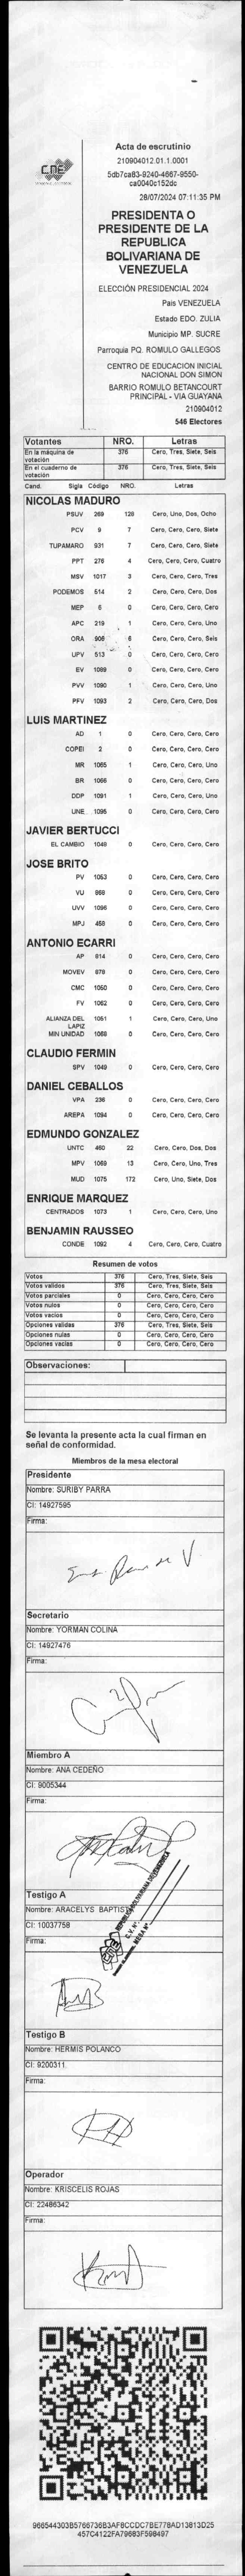 CNE
Acta de escrutinio
210904012.01.1.0001
5db7ca83-9240-4667-9550-
ca0040c152dc
28/07/2024 07:11:35 PM
PRESIDENTA O
PRESIDENTE DE LA
REPUBLICA
BOLIVARIANA DE
VENEZUELA
ELECCIÓN PRESIDENCIAL 2024
Pais VENEZUELA
Estado EDO. ZULIA
Municipio MP. SUCRE
Parroquia PQ. ROMULO GALLEGOS
CENTRO DE EDUCACION INICIAL
NACIONAL DON SIMON
BARRIO ROMULO BETANCOURT
PRINCIPAL - VIA GUAYANA
210904012
546 Electores
Votantes NRO. Letras
En la máquina de votación 376 Cero, Tres, Siete, Seis
En el cuaderno de votación 376 Cero, Tres, Siete, Seis
Cand. Sigla Código NRO. Letras
NICOLAS MADURO
PSUV 269 128 Cero, Uno, Dos, Ocho
PCV 9 7 Cero, Cero, Cero, Siete
TUPAMARO 931 7 Cero, Cero, Cero, Siete
PPT 276 4 Cero, Cero, Cero, Cuatro
MSV 1017 3 Cero, Cero, Cero, Tres
PODEMOS 514 2 Cero, Cero, Cero, Dos
MEP 6 0 Cero, Cero, Cero, Cero
APC 219 1 Cero, Cero, Cero, Uno
ORA 906 6 Cero, Cero, Cero, Seis
UPV 513 0 Cero, Cero, Cero, Cero
EV 1089 0 Cero, Cero, Cero, Cero
PVV 1090 1 Cero, Cero, Cero, Uno
PFV 1093 2 Cero, Cero, Cero, Dos
LUIS MARTINEZ
AD 1 0 Cero, Cero, Cero, Cero
COPEI 2 0 Cero, Cero, Cero, Cero
MR 1065 1 Cero, Cero, Cero, Uno
BR 1066 0 Cero, Cero, Cero, Cero
DDP 1091 1 Cero, Cero, Cero, Uno
UNE 1095 0 Cero, Cero, Cero, Cero
JAVIER BERTUCCI
EL CAMBIO 1048 0 Cero, Cero, Cero, Cero
JOSE BRITO
PV 1053 0 Cero, Cero, Cero, Cero
VU 868 0 Cero, Cero, Cero, Cero
UVV 1096 0 Cero, Cero, Cero, Cero
MPJ 458 0 Cero, Cero, Cero, Cero
ANTONIO ECARRI
AP 914 0 Cero, Cero, Cero, Cero
MOVEV 978 0 Cero, Cero, Cero, Cero
CMC 1050 0 Cero, Cero, Cero, Cero
FV 1062 0 Cero, Cero, Cero, Cero
ALIANZA DEL LAPIZ 1051 1 Cero, Cero, Cero, Uno
MIN UNIDAD 1068 0 Cero, Cero, Cero, Cero
CLAUDIO FERMIN
SPV 1049 0 Cero, Cero, Cero, Cero
DANIEL CEBALLOS
VPA 236 0 Cero, Cero, Cero, Cero
AREPA 1094 0 Cero, Cero, Cero, Cero
EDMUNDO GONZALEZ
UNTC 460 22 Cero, Cero, Dos, Dos
MPV 1069 13 Cero, Cero, Uno, Tres
MUD 1075 172 Cero, Uno, Siete, Dos
ENRIQUE MARQUEZ
CENTRADOS 1073 1 Cero, Cero, Cero, Uno
BENJAMIN RAUSSEO
CONDE 1092 4 Cero, Cero, Cero, Cuatro
Resumen de votos
Votos 376 Cero, Tres, Siete, Seis
Votos validos 376 Cero, Tres, Siete, Seis
Votos parciales 0 Cero, Cero, Cero, Cero
Votos nulos 0 Cero, Cero, Cero, Cero
Votos vacios 0 Cero, Cero, Cero, Cero
Opciones validas 376 Cero, Tres, Siete, Seis
Opciones nulas 0 Cero, Cero, Cero, Cero
Opciones vacias 0 Cero, Cero, Cero, Cero
Observaciones:
Se levanta la presente acta la cual firman en
señal de conformidad.
Miembros de la mesa electoral
Presidente
Nombre: SURIBY PARRA
CI: 14927595
Firma:
Secretario
Nombre: YORMAN COLINA
CI: 14927476
Firma:
Miembro A
Nombre: ANA CEDEÑO
CI: 9005344
Firma:
REPUBLICA BOLIVARIANA DE VENEZUELA
C.V. Nº:
MESA Nº:
Testigo A
Nombre: ARACELYS BAPTIST
CI: 10037758
Firma:
Testigo B
Nombre: HERMIS POLANCO
CI: 9200311
Firma:
Operador
Nombre: KRISCELIS ROJAS
CI: 22486342
Firma:
966544303B5766736B3AF8CCDC7BE778AD13813D25
457C4122FA79683F598497